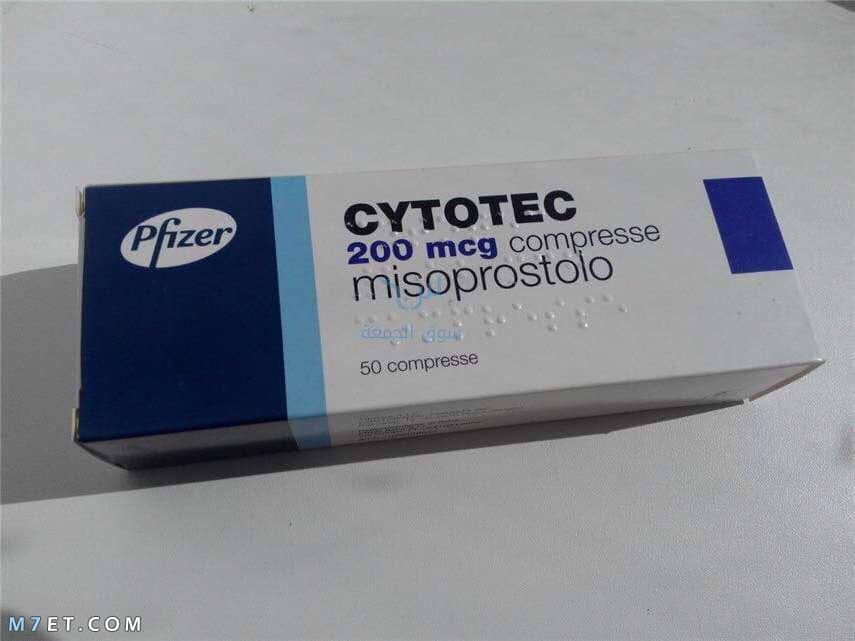 Pfizer
CYTOTEC
200 mcg compresse
misoprostolo
سوق الجمعة
50 compresse
M7ET.COM